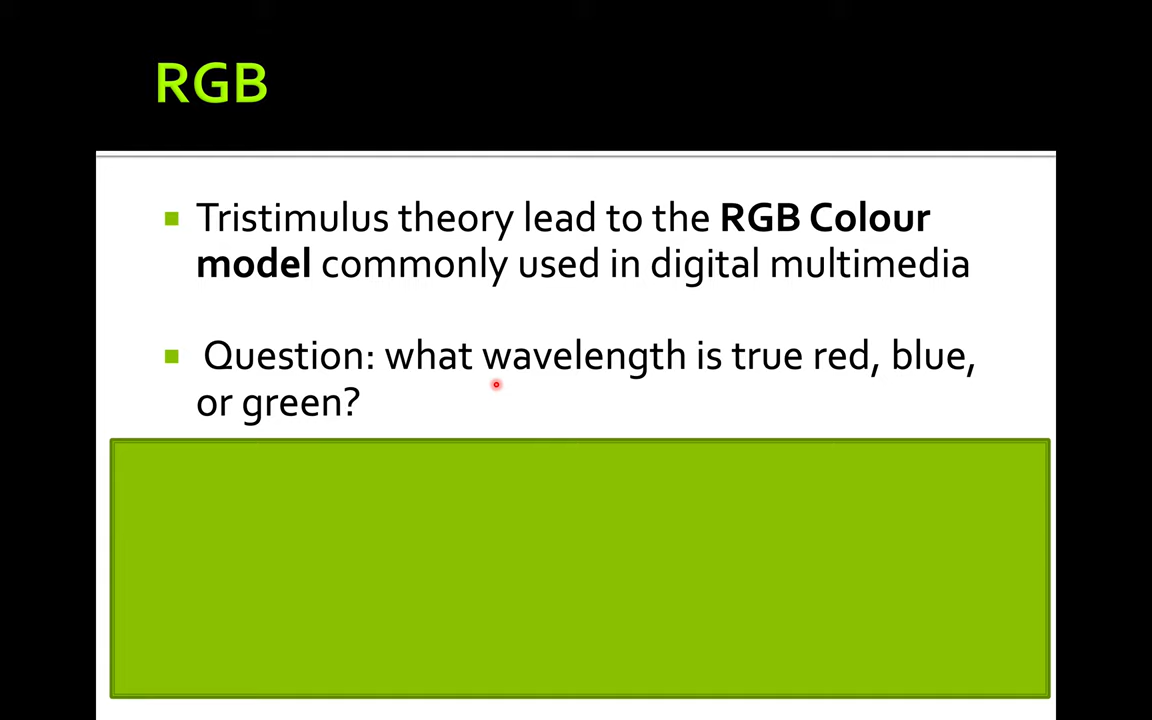 RGB
Tristimulus theory lead to the RGB Colour
model commonly used in digital multimedia
Question: what wavelength is true red, blue,
or green?